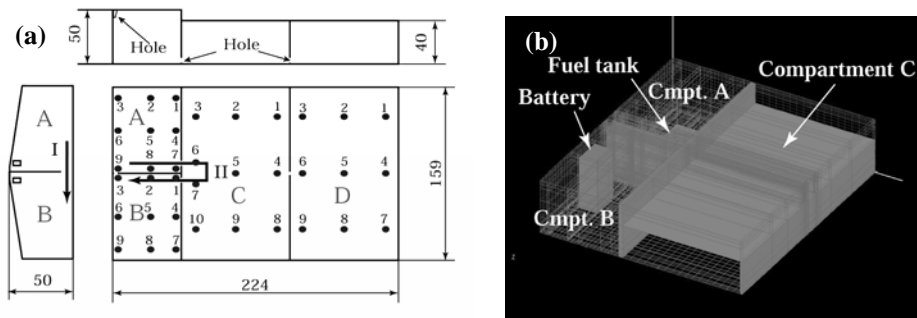 (a)
50
Hole
Hole
40
A
I
B
50
A
3 2 1
6 5 4
9 8 7
3 2 1
B
6 5 4
9 8 7
II
3 2 1
6 5 4
7
C
10 9 8
3 2 1
6 5 4
D
9 8 7
159
224
(b)
Fuel tank
Battery
Cmpt. A
Compartment C
Cmpt. B
z